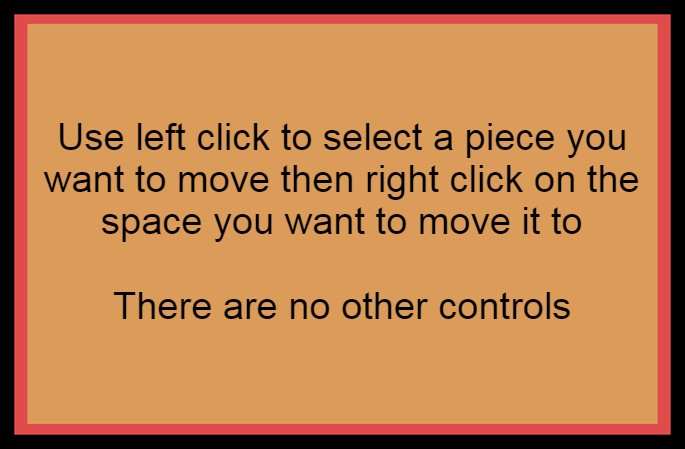 Use left click to select a piece you
want to move then right click on the
space you want to move it to
There are no other controls